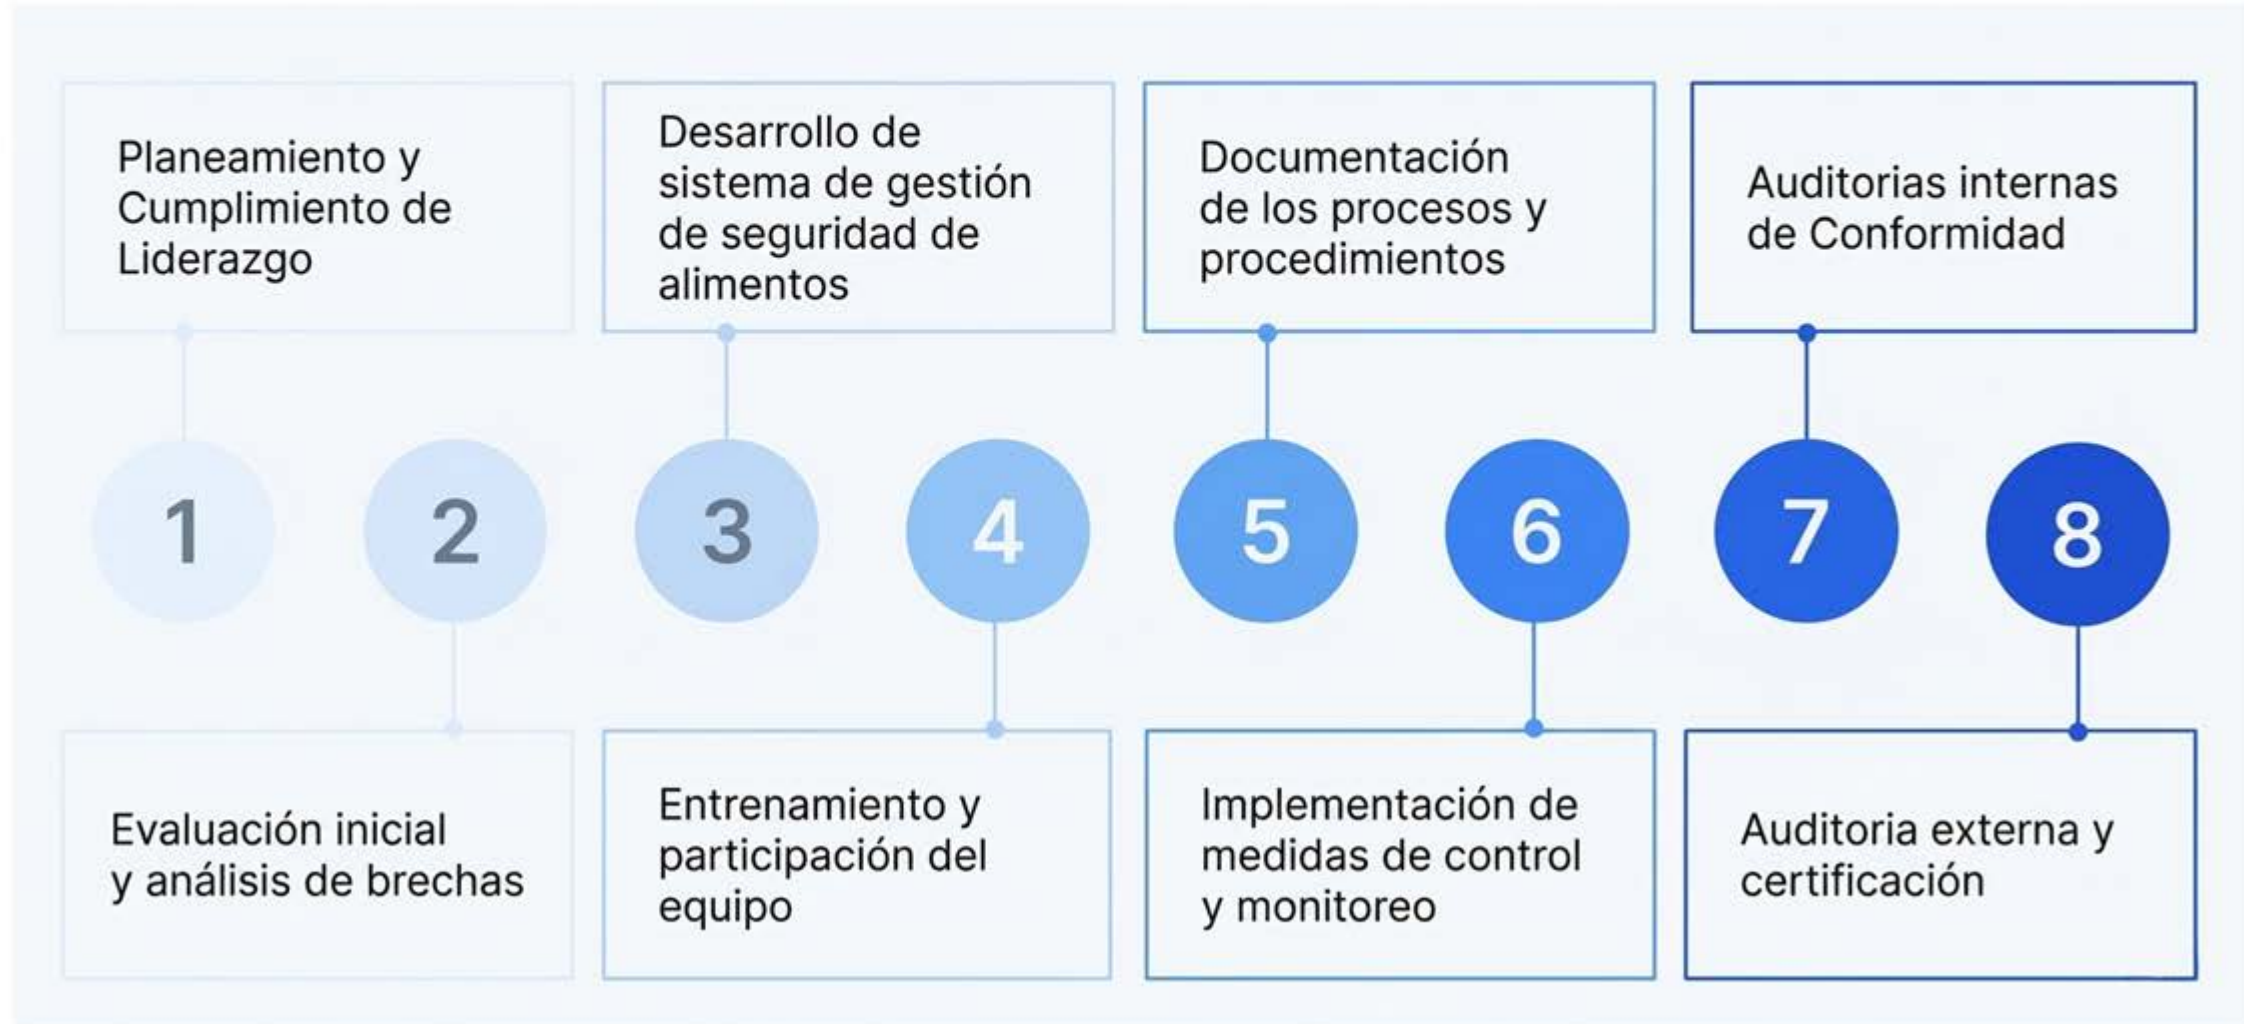 Planeamiento y
Cumplimiento de
Liderazgo
Desarrollo de
sistema de gestión
de seguridad de
alimentos
Documentación
de los procesos y
procedimientos
Auditorias internas
de Conformidad
1
2
3
4
5
6
7
8
Evaluación inicial
y análisis de brechas
Entrenamiento y
participación del
equipo
Implementación de
medidas de control
y monitoreo
Auditoria externa y
certificación